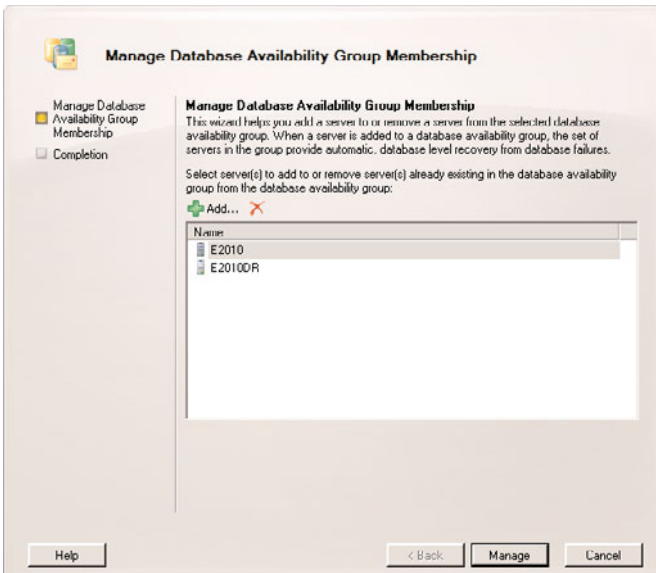 Manage Database Availability Group Membership
Manage Database
Availability Group
Membership
Completion
Manage Database Availability Group Membership
This wizard helps you add a server to or remove a server from the selected database
availability group. When a server is added to a database availability group, the set of
servers in the group provide automatic, database level recovery from database failures.
Select server(s) to add to or remove server(s) already existing in the database availability
group from the database availability group:
Add...
Name
E2010
E2010DR
Help
< Back
Manage
Cancel